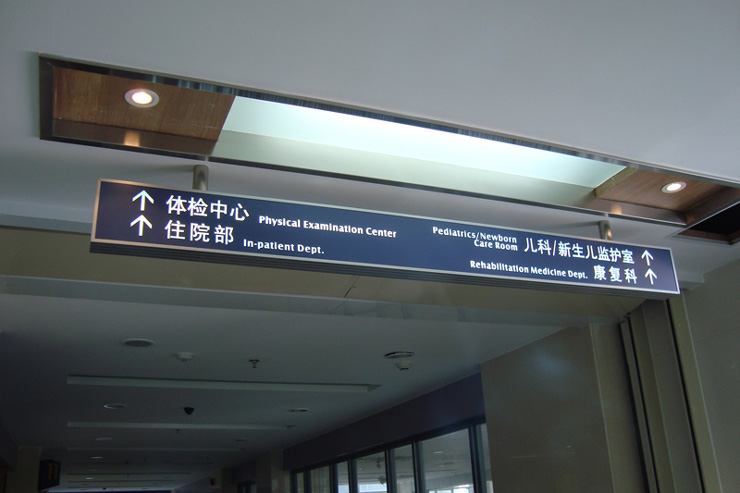 体检中心 Physical Examination Center
住院部 In-patient Dept.
Pediatrics/Newborn
Care Room 儿科/新生儿监护室
Rehabilitation Medicine Dept. 康复科